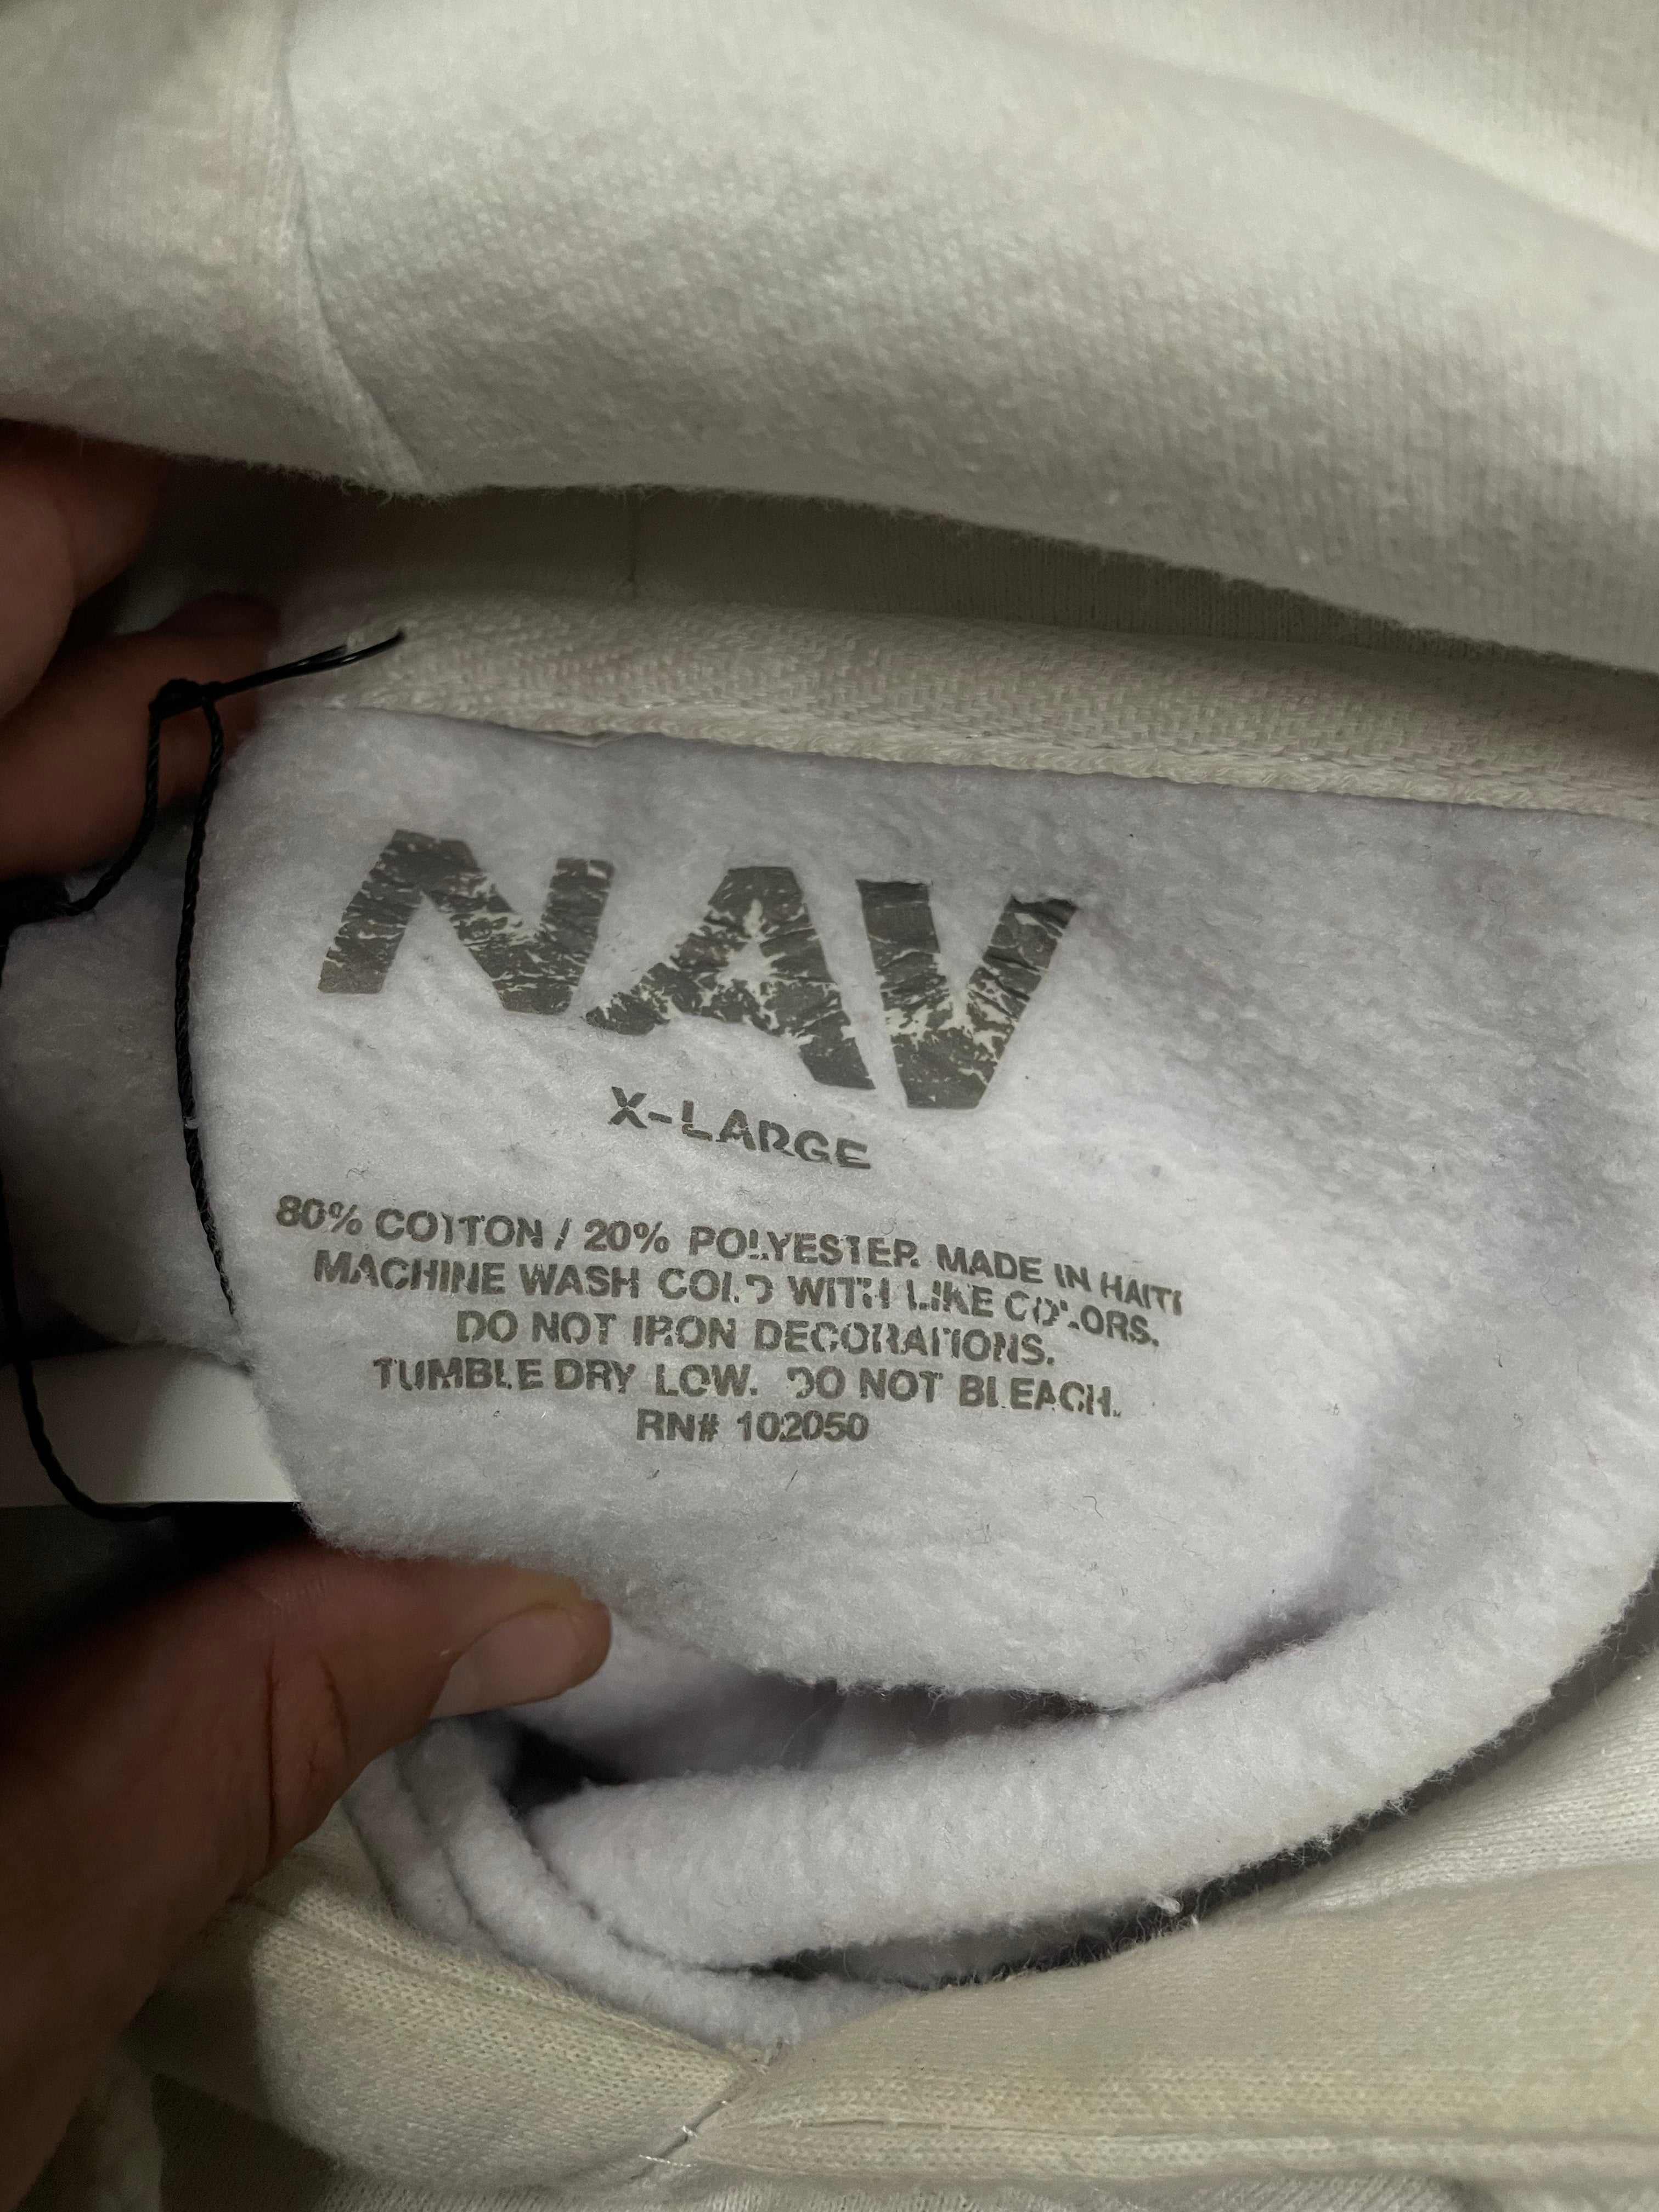 NAV
X-LARGE
80% COTTON / 20% POLYESTER. MADE IN HAITI
MACHINE WASH COLD WITH LIKE COLORS.
DO NOT IRON DECORATIONS.
TUMBLE DRY LOW. DO NOT BLEACH.
RN# 102050